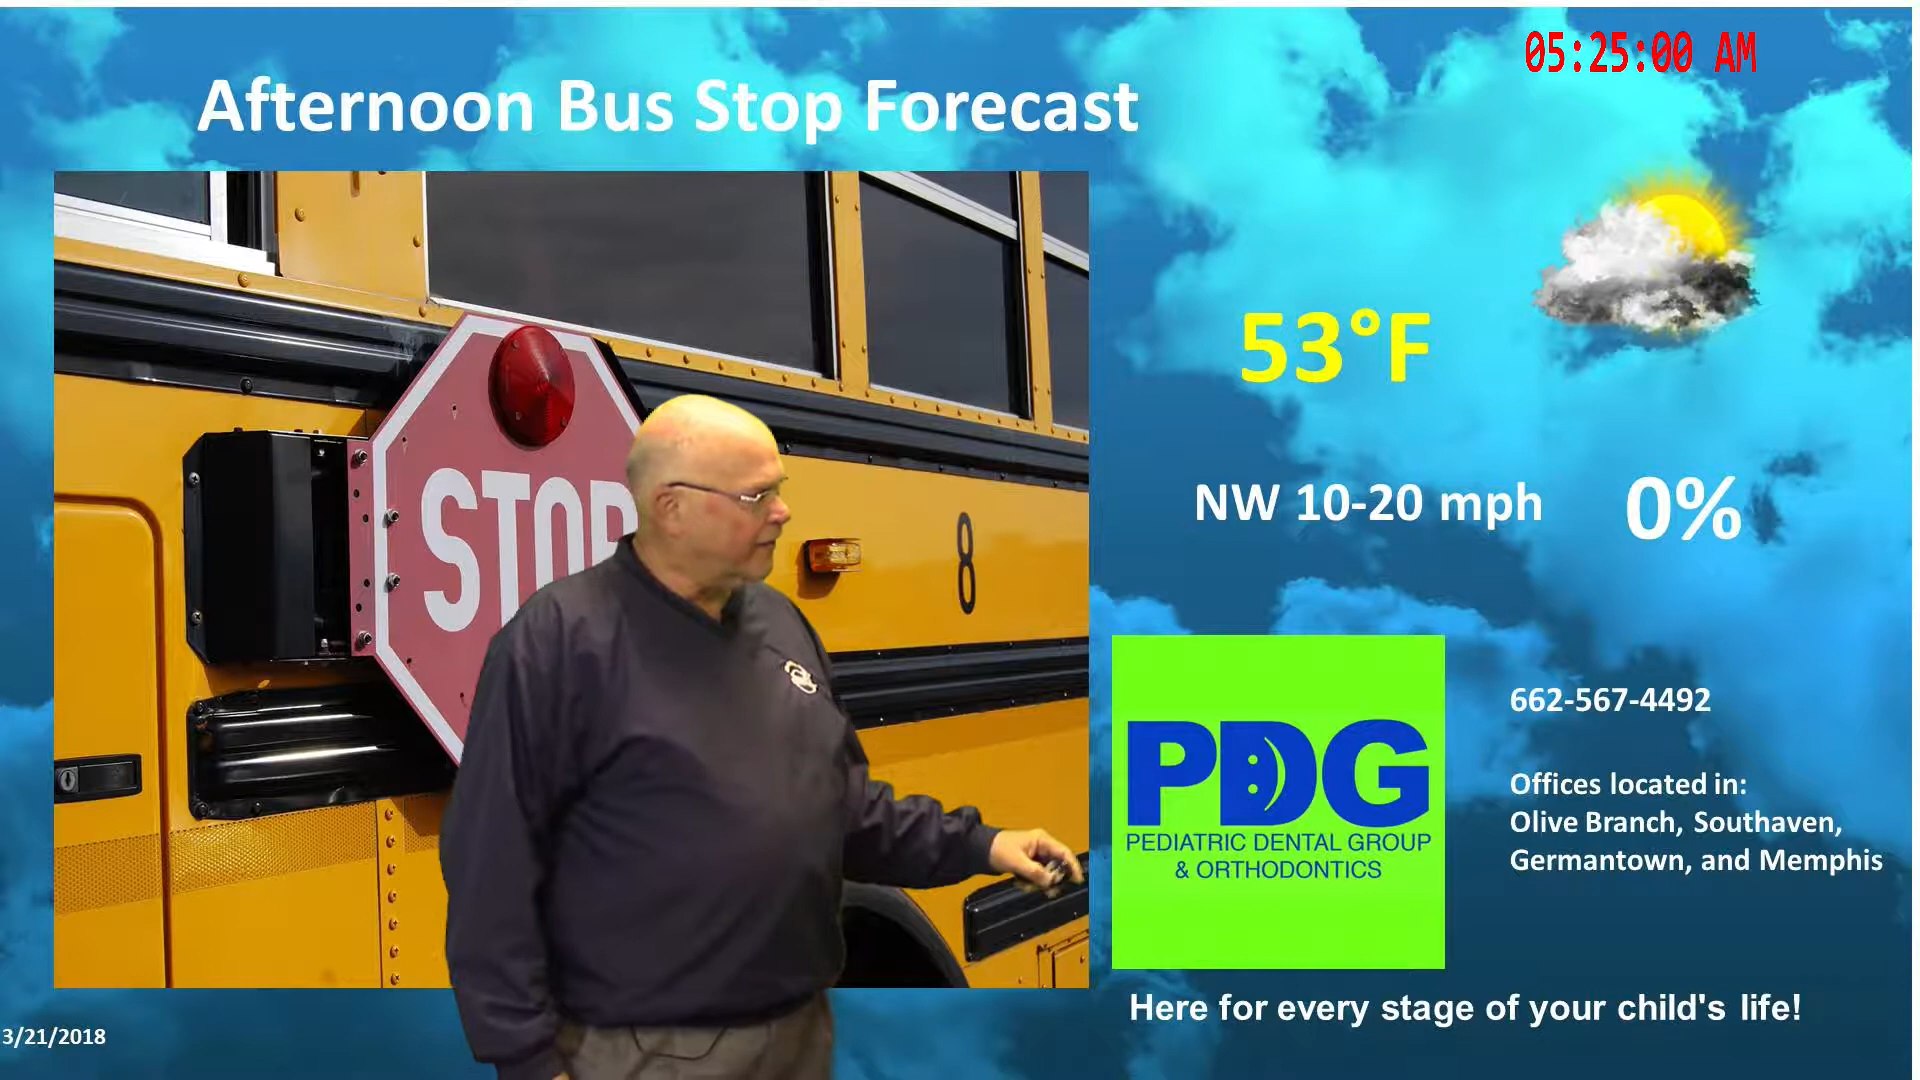 05:25:00 AM
Afternoon Bus Stop Forecast
53°F
STOP
8
NW 10-20 mph
0%
662-567-4492
PDG
PEDIATRIC DENTAL GROUP
& ORTHODONTICS
Offices located in:
Olive Branch, Southaven,
Germantown, and Memphis
Here for every stage of your child's life!
3/21/2018